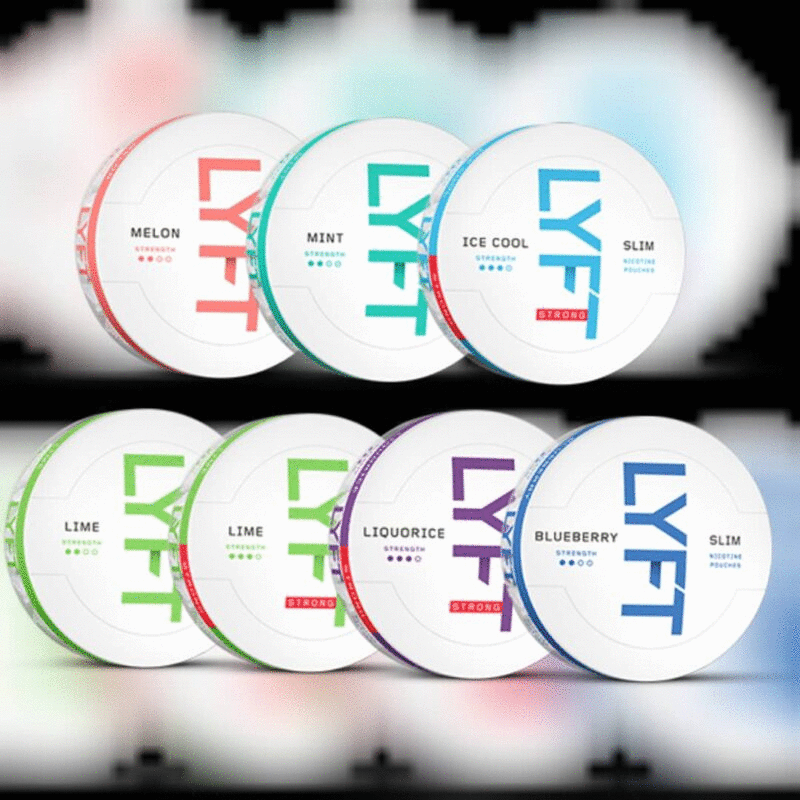 MELON
STRENGTH
LYFT
MINT
STRENGTH
LYFT
ICE COOL
STRENGTH
LYFT
STRONG
SLIM
NICOTINE
POUCHES
LIME
STRENGTH
LYFT
LIME
STRENGTH
LYFT
STRONG
LIQUORICE
STRENGTH
LYFT
STRONG
BLUEBERRY
STRENGTH
LYFT
SLIM
NICOTINE
POUCHES